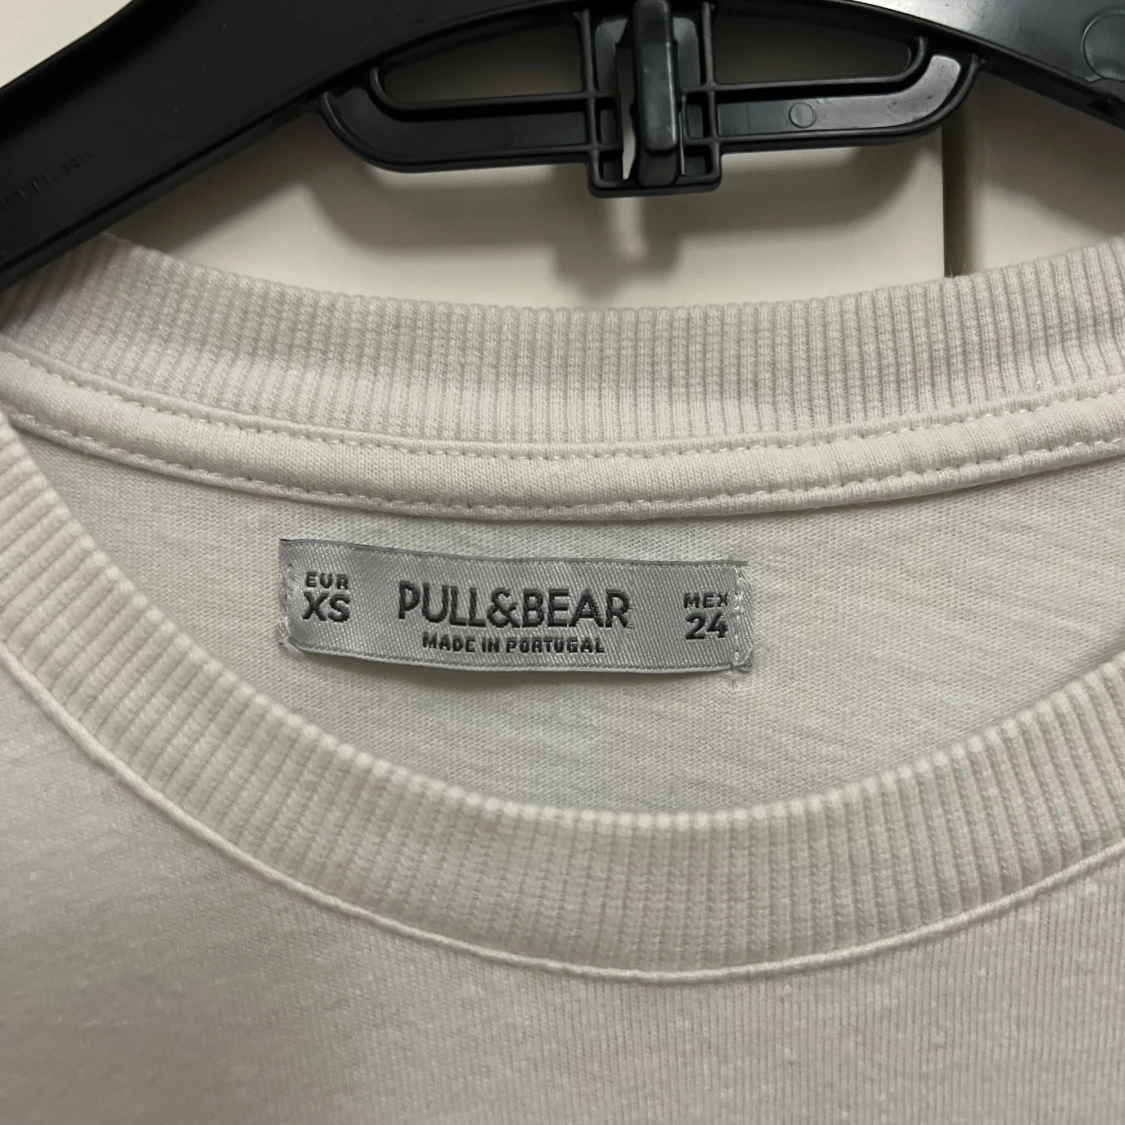 EUR
XS
PULL&BEAR
MADE IN PORTUGAL
MEX
24